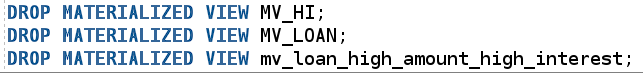 DROP MATERIALIZED VIEW MV_HI;
DROP MATERIALIZED VIEW MV_LOAN;
DROP MATERIALIZED VIEW mv_loan_high_amount_high_interest;